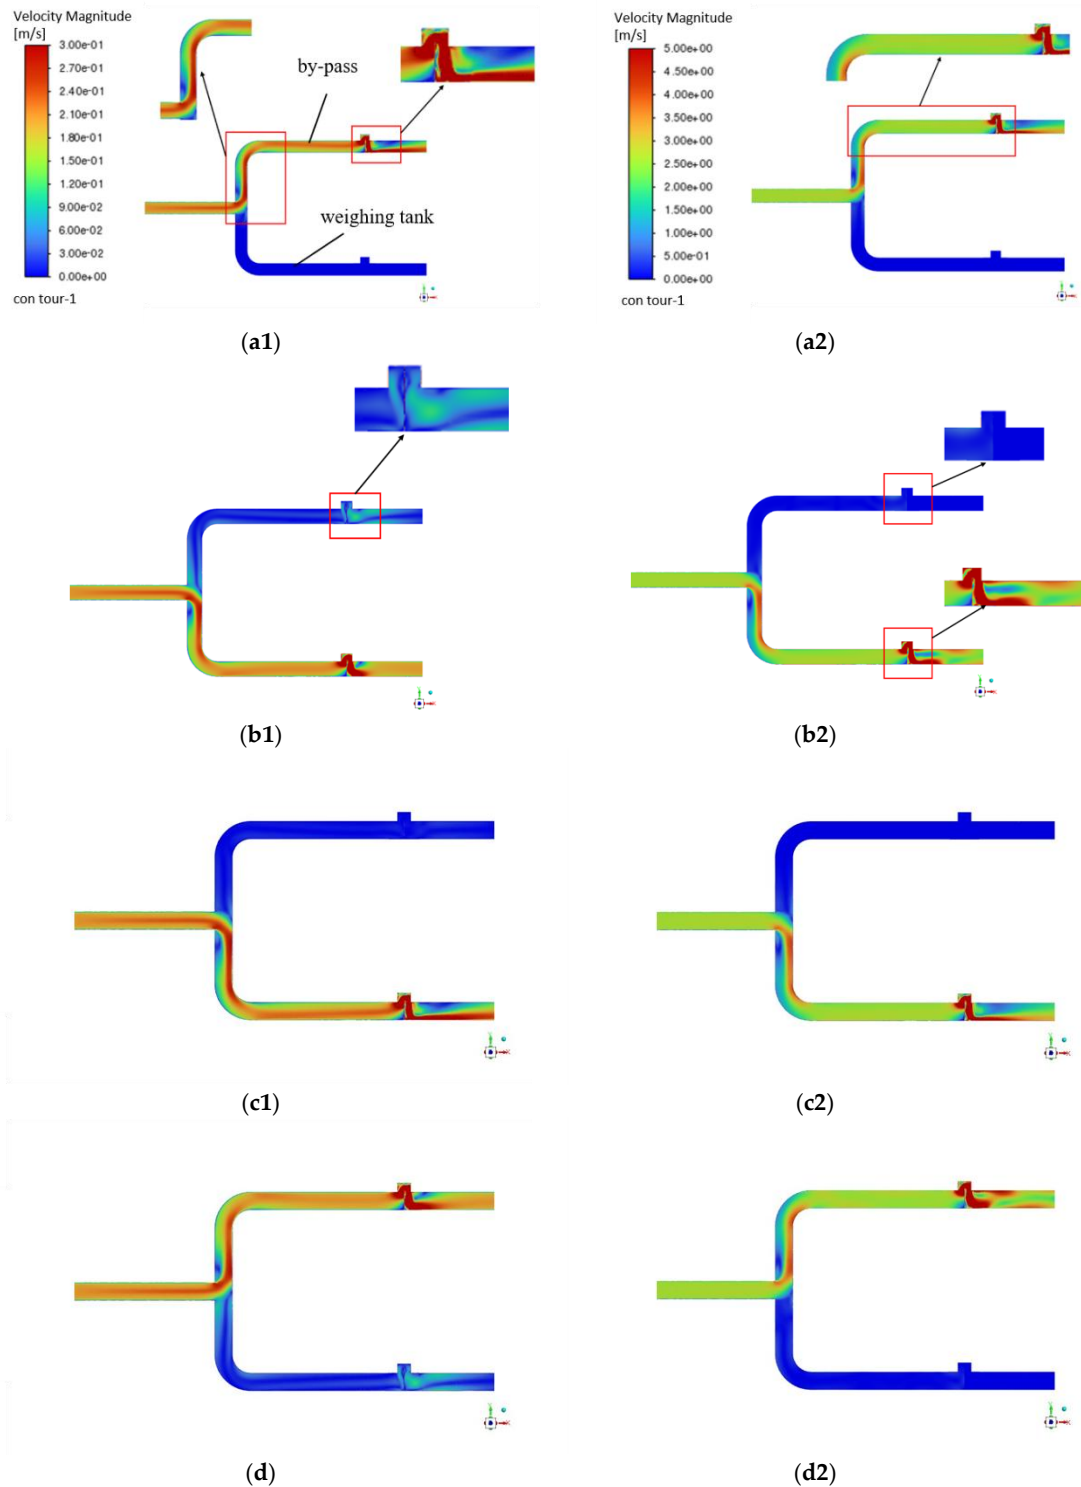 Velocity Magnitude
[m/s]
3.00e-01
2.70e-01
2.10e-01
1.80e-01
1.50e-01
1.20e-01
9.00e-02
6.00e-02
3.00e-02
0.00e+00
con tour-1
by-pass
weighing tank
(a1)
Velocity Magnitude
[m/s]
5.00e+00
4.50e+00
4.00e+00
3.50e+00
3.00e+00
2.50e+00
2.00e+00
1.50e+00
1.00e+00
5.00e-01
0.00e+00
con tour-1
(a2)
(b1)
(b2)
(c1)
(c2)
(d)
(d2)